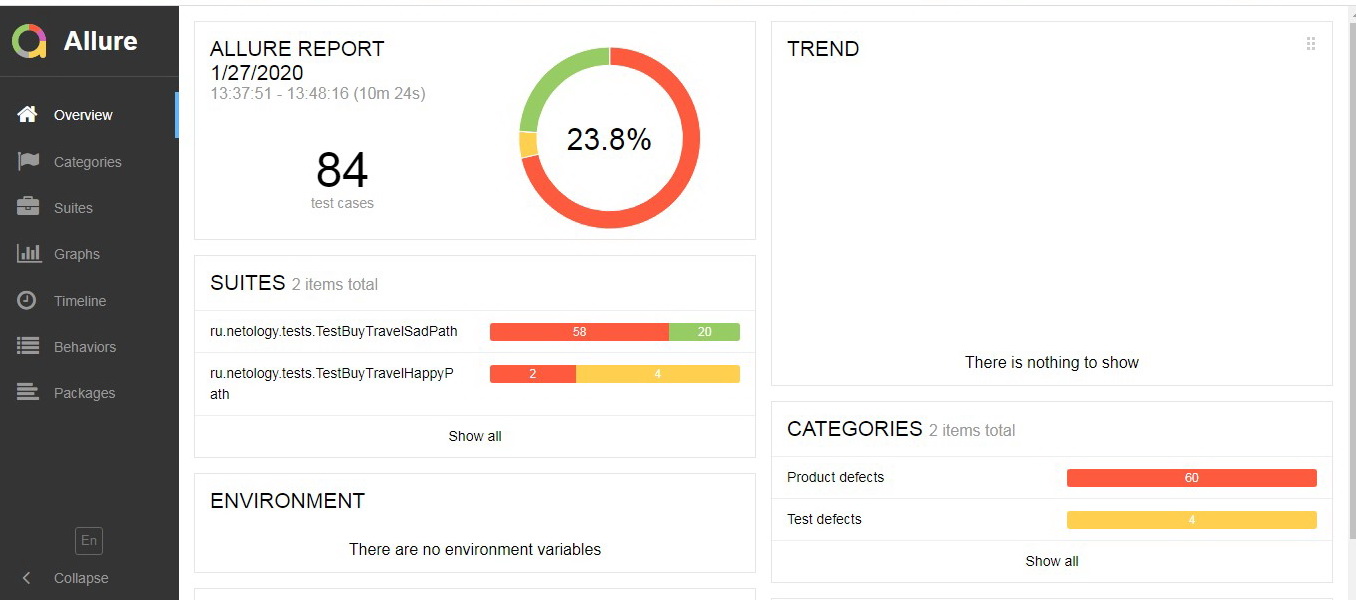 Allure
Overview
Categories
Suites
Graphs
Timeline
Behaviors
Packages
En
Collapse
ALLURE REPORT
1/27/2020
13:37:51 - 13:48:16 (10m 24s)
84
test cases
23.8%
SUITES 2 items total
ru.netology.tests.TestBuyTravelSadPath 58 20
ru.netology.tests.TestBuyTravelHappyP 2 4
ath
Show all
ENVIRONMENT
There are no environment variables
TREND
There is nothing to show
CATEGORIES 2 items total
Product defects 60
Test defects 4
Show all